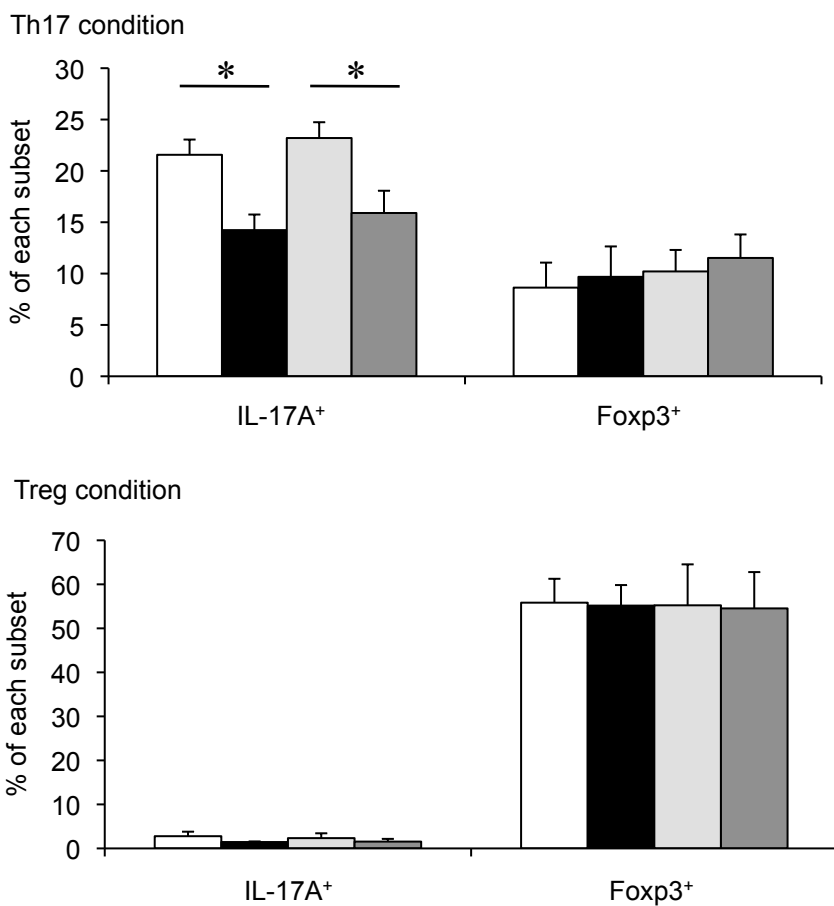 Th17 condition
% of each subset
30
25
20
15
10
5
0
* *
IL-17A⁺ Foxp3⁺
Treg condition
% of each subset
70
60
50
40
30
20
10
0
IL-17A⁺ Foxp3⁺